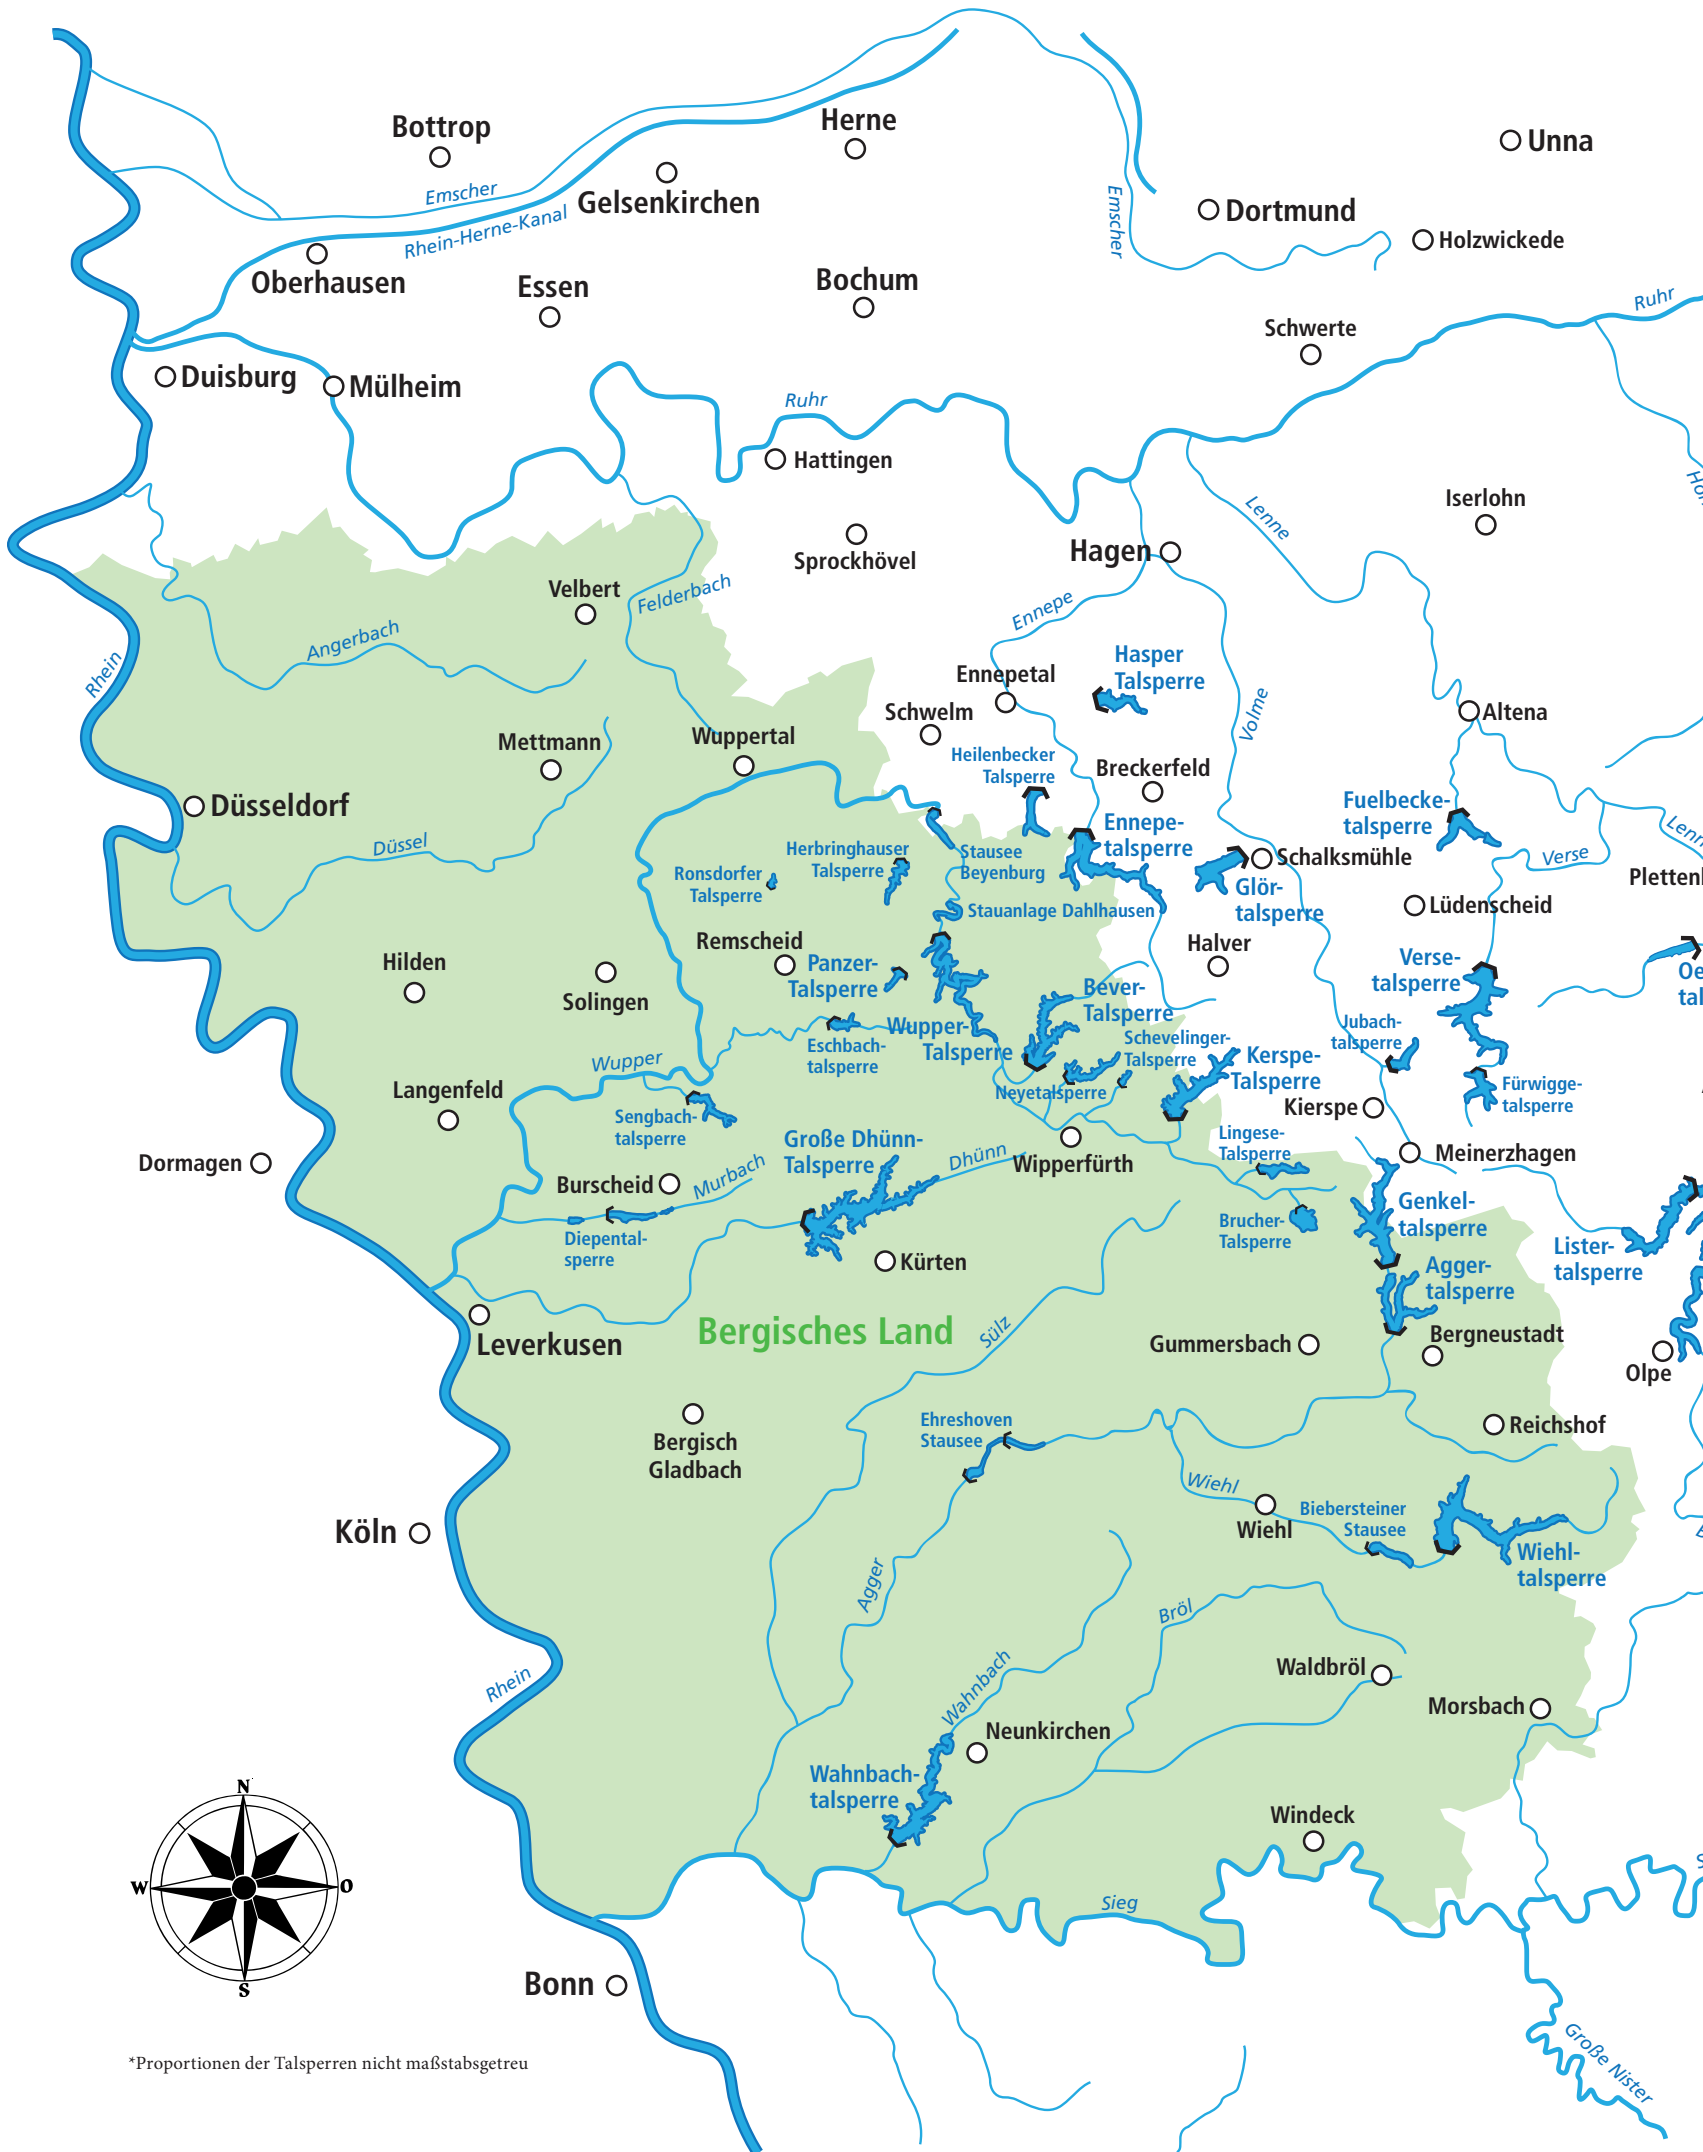 Bottrop
Herne
Unna
Emscher
Gelsenkirchen
Rhein-Herne-Kanal
Emscher
Dortmund
Holzwickede
Oberhausen
Essen
Bochum
Ruhr
Schwerte
Duisburg
Mülheim
Ruhr
Hattingen
Lenne
Iserlohn
Sprockhövel
Hagen
Velbert
Felderbach
Ennepe
Angerbach
Rhein
Hasper
Talsperre
Ennepetal
Volme
Altena
Schwelm
Mettmann
Wuppertal
Heilenbecker
Talsperre
Breckerfeld
Düsseldorf
Fuelbecke-
talsperre
Ennepe-
talsperre
Düssel
Herbringhauser
Talsperre
Stausee
Beyenburg
Schalksmühle
Verse
Ronsdorfer
Talsperre
Glör-
talsperre
Lüdenscheid
Stauanlage Dahlhausen
Remscheid
Halver
Hilden
Panzer-
Talsperre
Verse-
talsperre
Solingen
Bever-
Talsperre
Wupper-
Talsperre
Jubach-
talsperre
Eschbach-
talsperre
Schevelinger-
Talsperre
Kerspe-
Talsperre
Wupper
Langenfeld
Neyetalsperre
Fürwigge-
talsperre
Kierspe
Sengbach-
talsperre
Große Dhünn-
Talsperre
Lingese-
Talsperre
Dormagen
Dhünn
Wipperfürth
Meinerzhagen
Burscheid
Murbach
Genkel-
talsperre
Brucher-
Talsperre
Diepental-
sperre
Kürten
Lister-
talsperre
Agger-
talsperre
Leverkusen
Bergisches Land
Sülz
Gummersbach
Bergneustadt
Olpe
Bergisch
Gladbach
Ehreshoven
Stausee
Reichshof
Wiehl
Köln
Wiehl
Biebersteiner
Stausee
Wiehl-
talsperre
Agger
Bröl
Rhein
Wahnbach
Waldbröl
Morsbach
Neunkirchen
Wahnbach-
talsperre
Windeck
N
W
O
S
Sieg
Bonn
Große Nister
*Proportionen der Talsperren nicht maßstabsgetreu